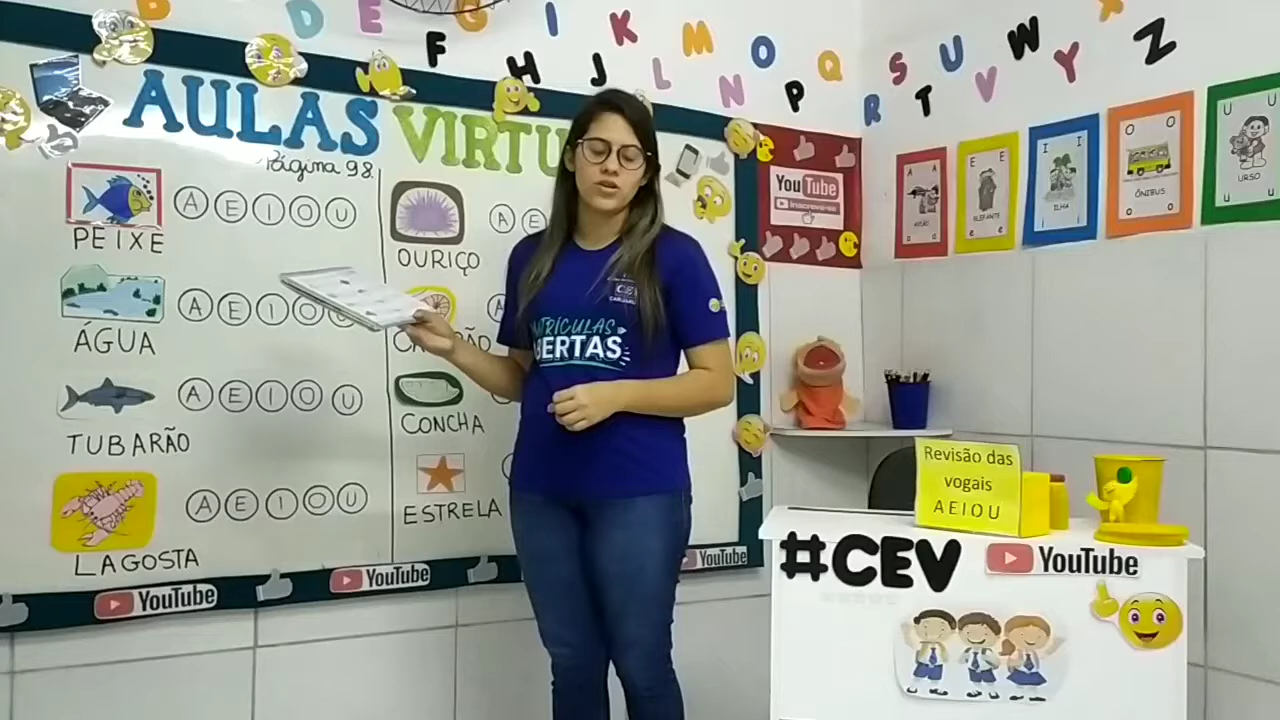 B D E G I K M O Q S U W Y X
F H J L N P R T V Z
AULAS VIRTU
Página 98
PEIXE
A E I O U
ÁGUA
A E I O U
TUBARÃO
A E I O U
LAGOSTA
A E I O U
OURIÇO
A E
CONCHA
ESTRELA
YouTube
YouTube
YouTube
YouTube
Inscreva-se
A A
E E
ELEFANTE
e e
I I
ILHA
O O
ÔNIBUS
o o
U U
URSO
CARUARU
MATRÍCULAS
ABERTAS
Revisão das
vogais
A E I O U
#CEV
YouTube